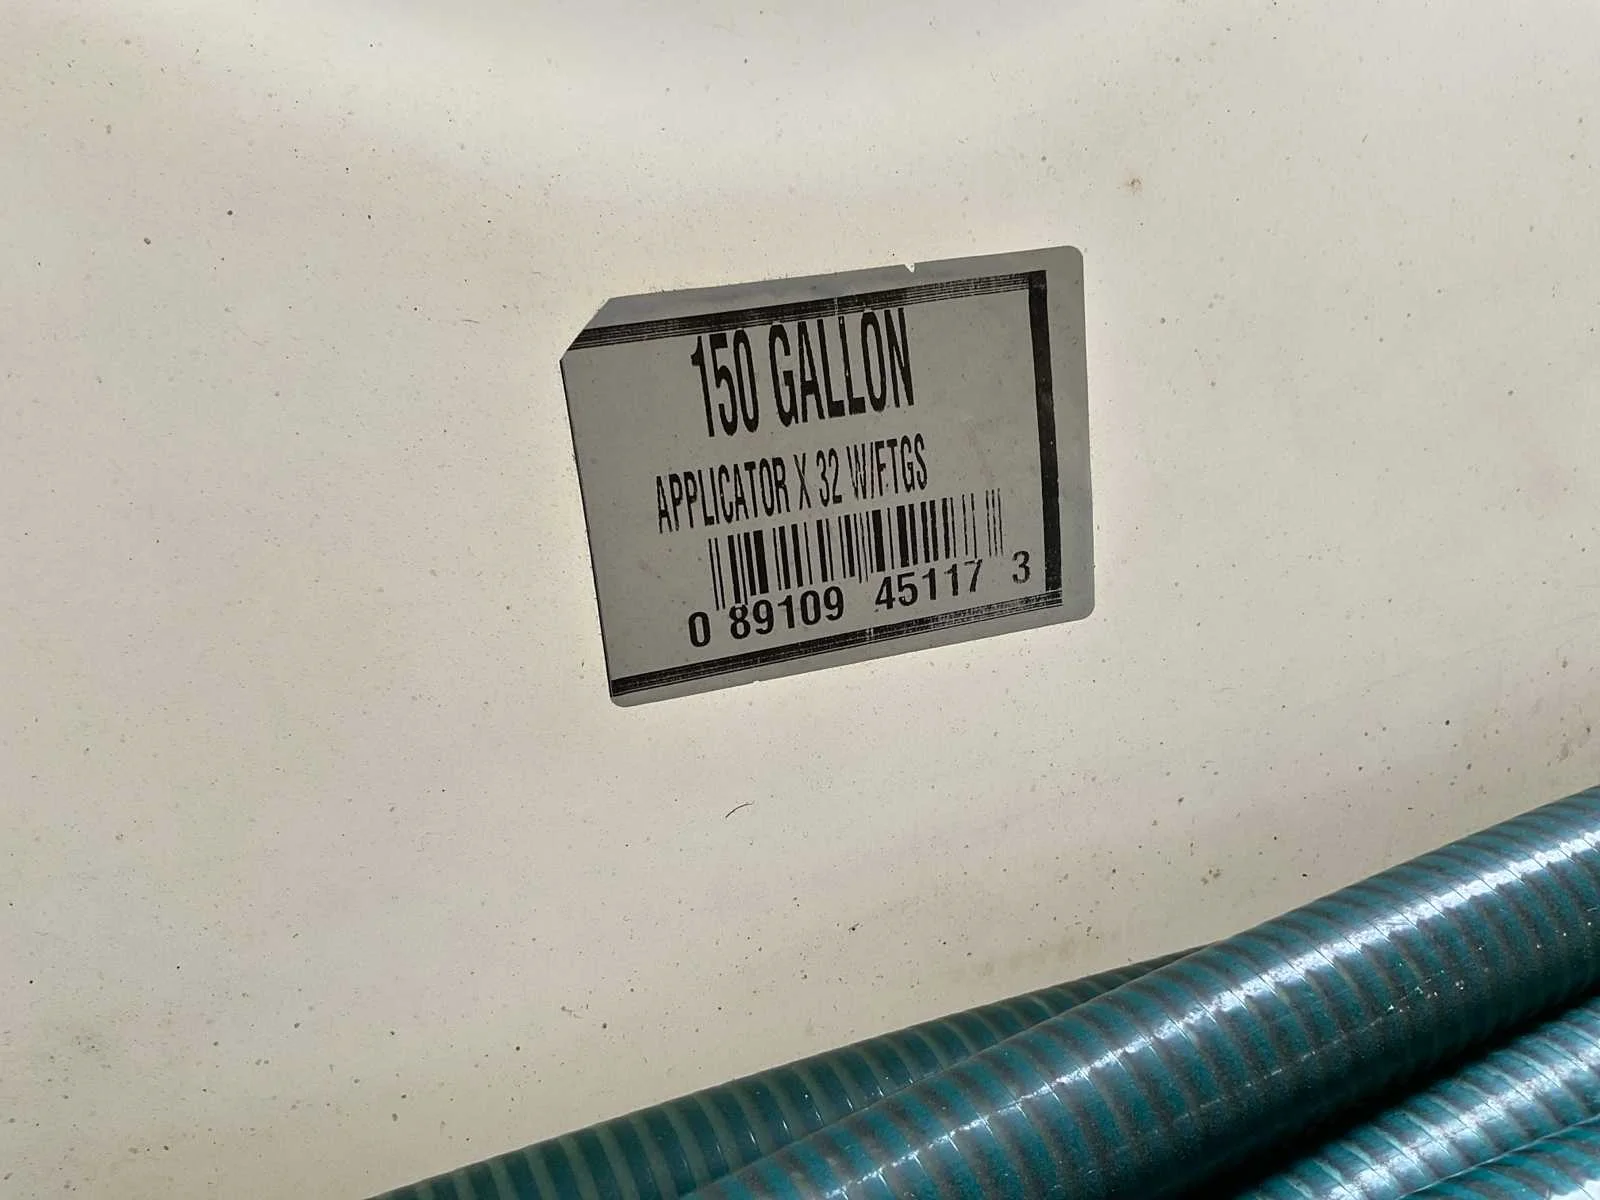 150 GALLON
APPLICATOR X 32 W/FTGS
0 89109 45117 3